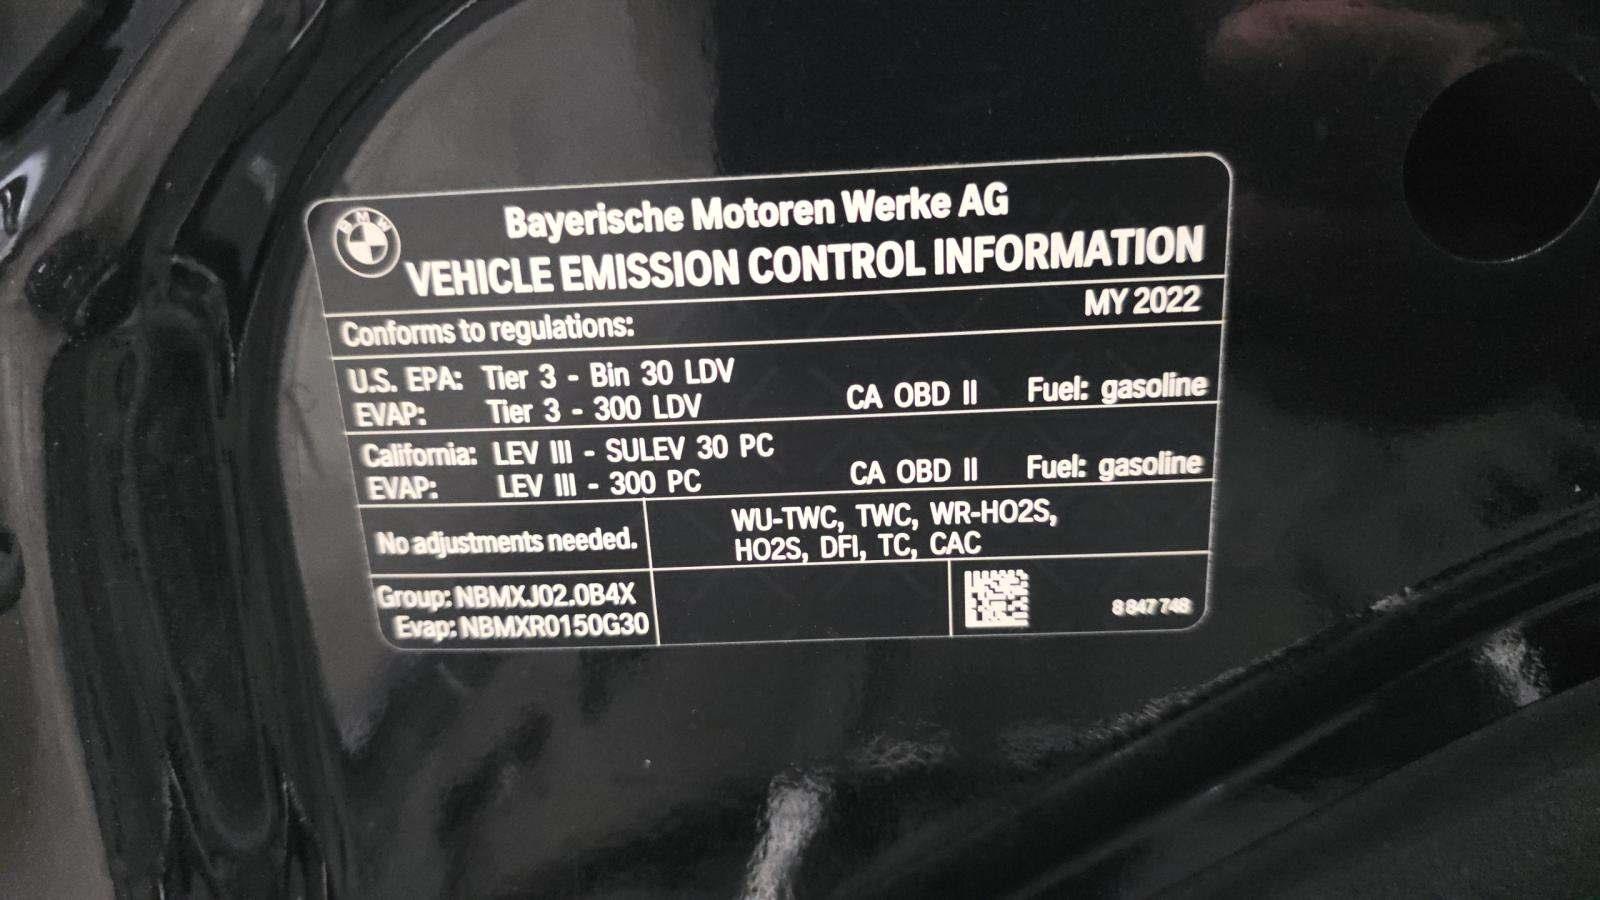 BMW
Bayerische Motoren Werke AG
VEHICLE EMISSION CONTROL INFORMATION
Conforms to regulations: MY 2022
U.S. EPA: Tier 3 - Bin 30 LDV
EVAP: Tier 3 - 300 LDV CA OBD II Fuel: gasoline
California: LEV III - SULEV 30 PC
EVAP: LEV III - 300 PC CA OBD II Fuel: gasoline
No adjustments needed.
WU-TWC, TWC, WR-HO2S,
HO2S, DFI, TC, CAC
Group: NBMXJ02.0B4X
Evap: NBMXR0150G30
8 847 748